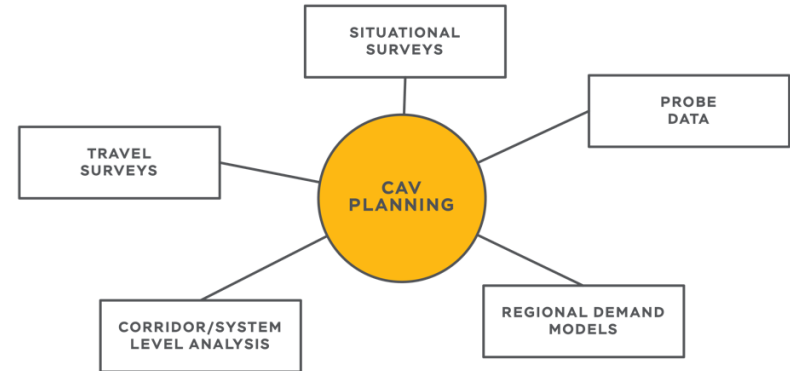 SITUATIONAL
SURVEYS
PROBE
DATA
TRAVEL
SURVEYS
CAV
PLANNING
REGIONAL DEMAND
MODELS
CORRIDOR/SYSTEM
LEVEL ANALYSIS